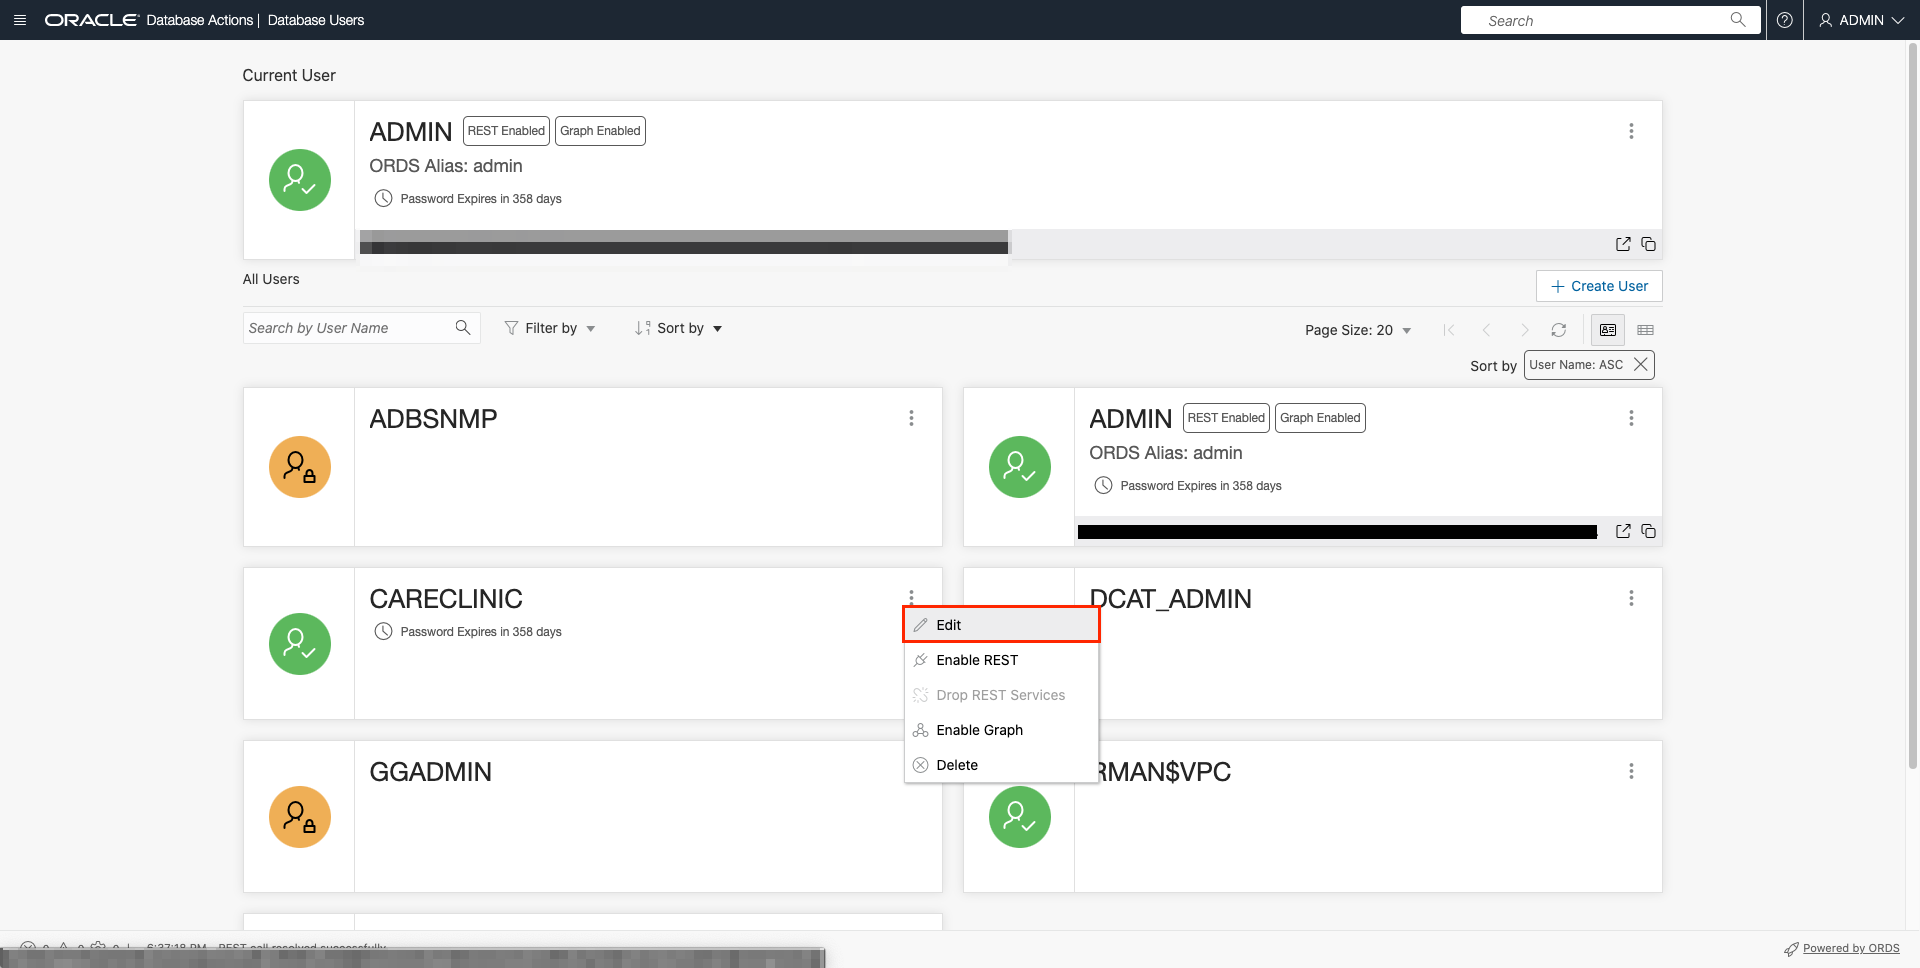 ORACLE Database Actions | Database Users
Search
ADMIN
Current User
ADMIN REST Enabled Graph Enabled
ORDS Alias: admin
Password Expires in 358 days
All Users
+ Create User
Search by User Name
Filter by
Sort by
Page Size: 20
Sort by User Name: ASC
ADBSNMP
ADMIN REST Enabled Graph Enabled
ORDS Alias: admin
Password Expires in 358 days
CARECLINIC
Password Expires in 358 days
DCAT_ADMIN
Edit
Enable REST
Drop REST Services
Enable Graph
Delete
GGADMIN
RMAN$VPC
6:37:18 PM - REST call resolved successfully.
Powered by ORDS